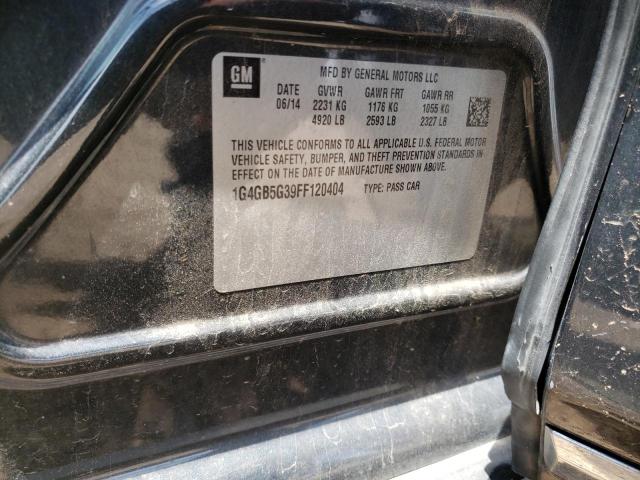 GM
MFD BY GENERAL MOTORS LLC
DATE GVWR GAWR FRT GAWR RR
06/14 2231 KG 1176 KG 1055 KG
4920 LB 2593 LB 2327 LB
THIS VEHICLE CONFORMS TO ALL APPLICABLE U.S. FEDERAL MOTOR
VEHICLE SAFETY, BUMPER, AND THEFT PREVENTION STANDARDS IN
EFFECT ON THE DATE OF MANUFACTURE SHOWN ABOVE.
1G4GB5G39FF120404 TYPE: PASS CAR